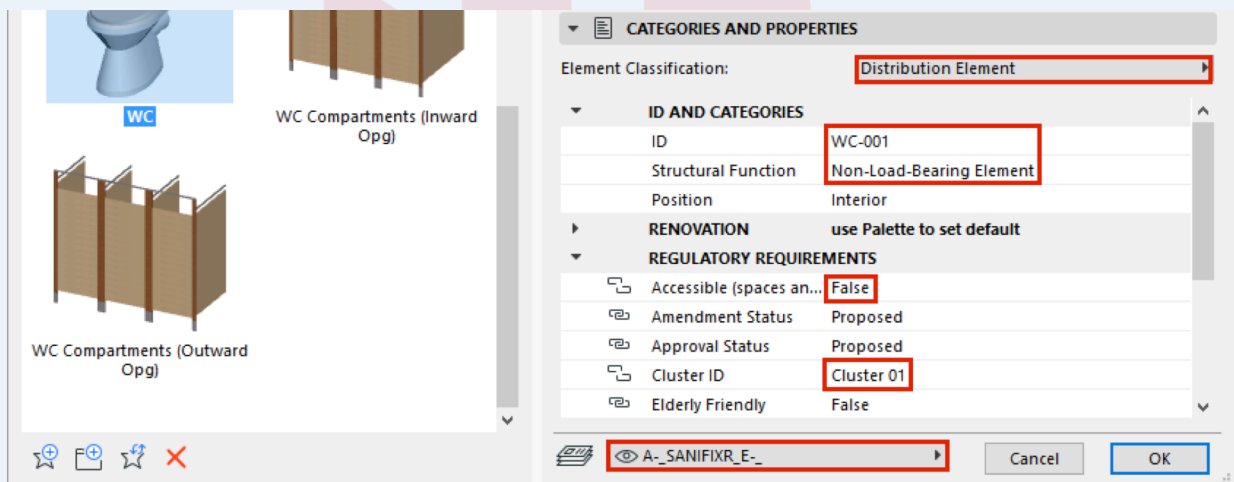 WC
WC Compartments (Inward
Opg)
WC Compartments (Outward
Opg)
CATEGORIES AND PROPERTIES
Element Classification: Distribution Element
ID AND CATEGORIES
ID WC-001
Structural Function Non-Load-Bearing Element
Position Interior
RENOVATION use Palette to set default
REGULATORY REQUIREMENTS
Accessible (spaces an... False
Amendment Status Proposed
Approval Status Proposed
Cluster ID Cluster 01
Elderly Friendly False
A-_SANIFIXR_E-_
Cancel OK